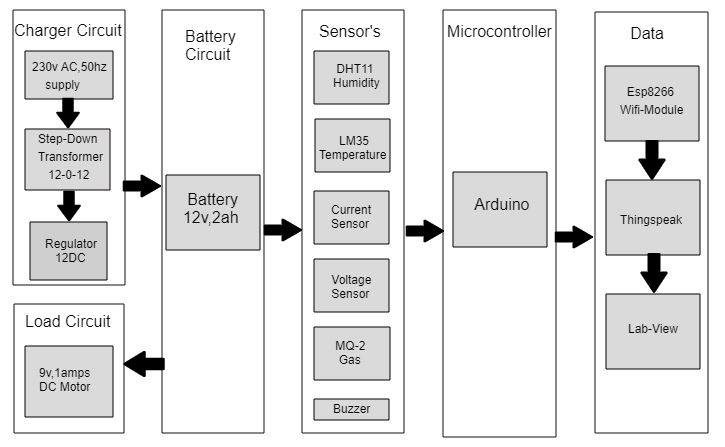 Charger Circuit
230v AC,50hz
supply
Step-Down
Transformer
12-0-12
Regulator
12DC
Load Circuit
9v,1amps
DC Motor
Battery
Circuit
Battery
12v,2ah
Sensor's
DHT11
Humidity
LM35
Temperature
Current
Sensor
Voltage
Sensor
MQ-2
Gas
Buzzer
Microcontroller
Arduino
Data
Esp8266
Wifi-Module
Thingspeak
Lab-View